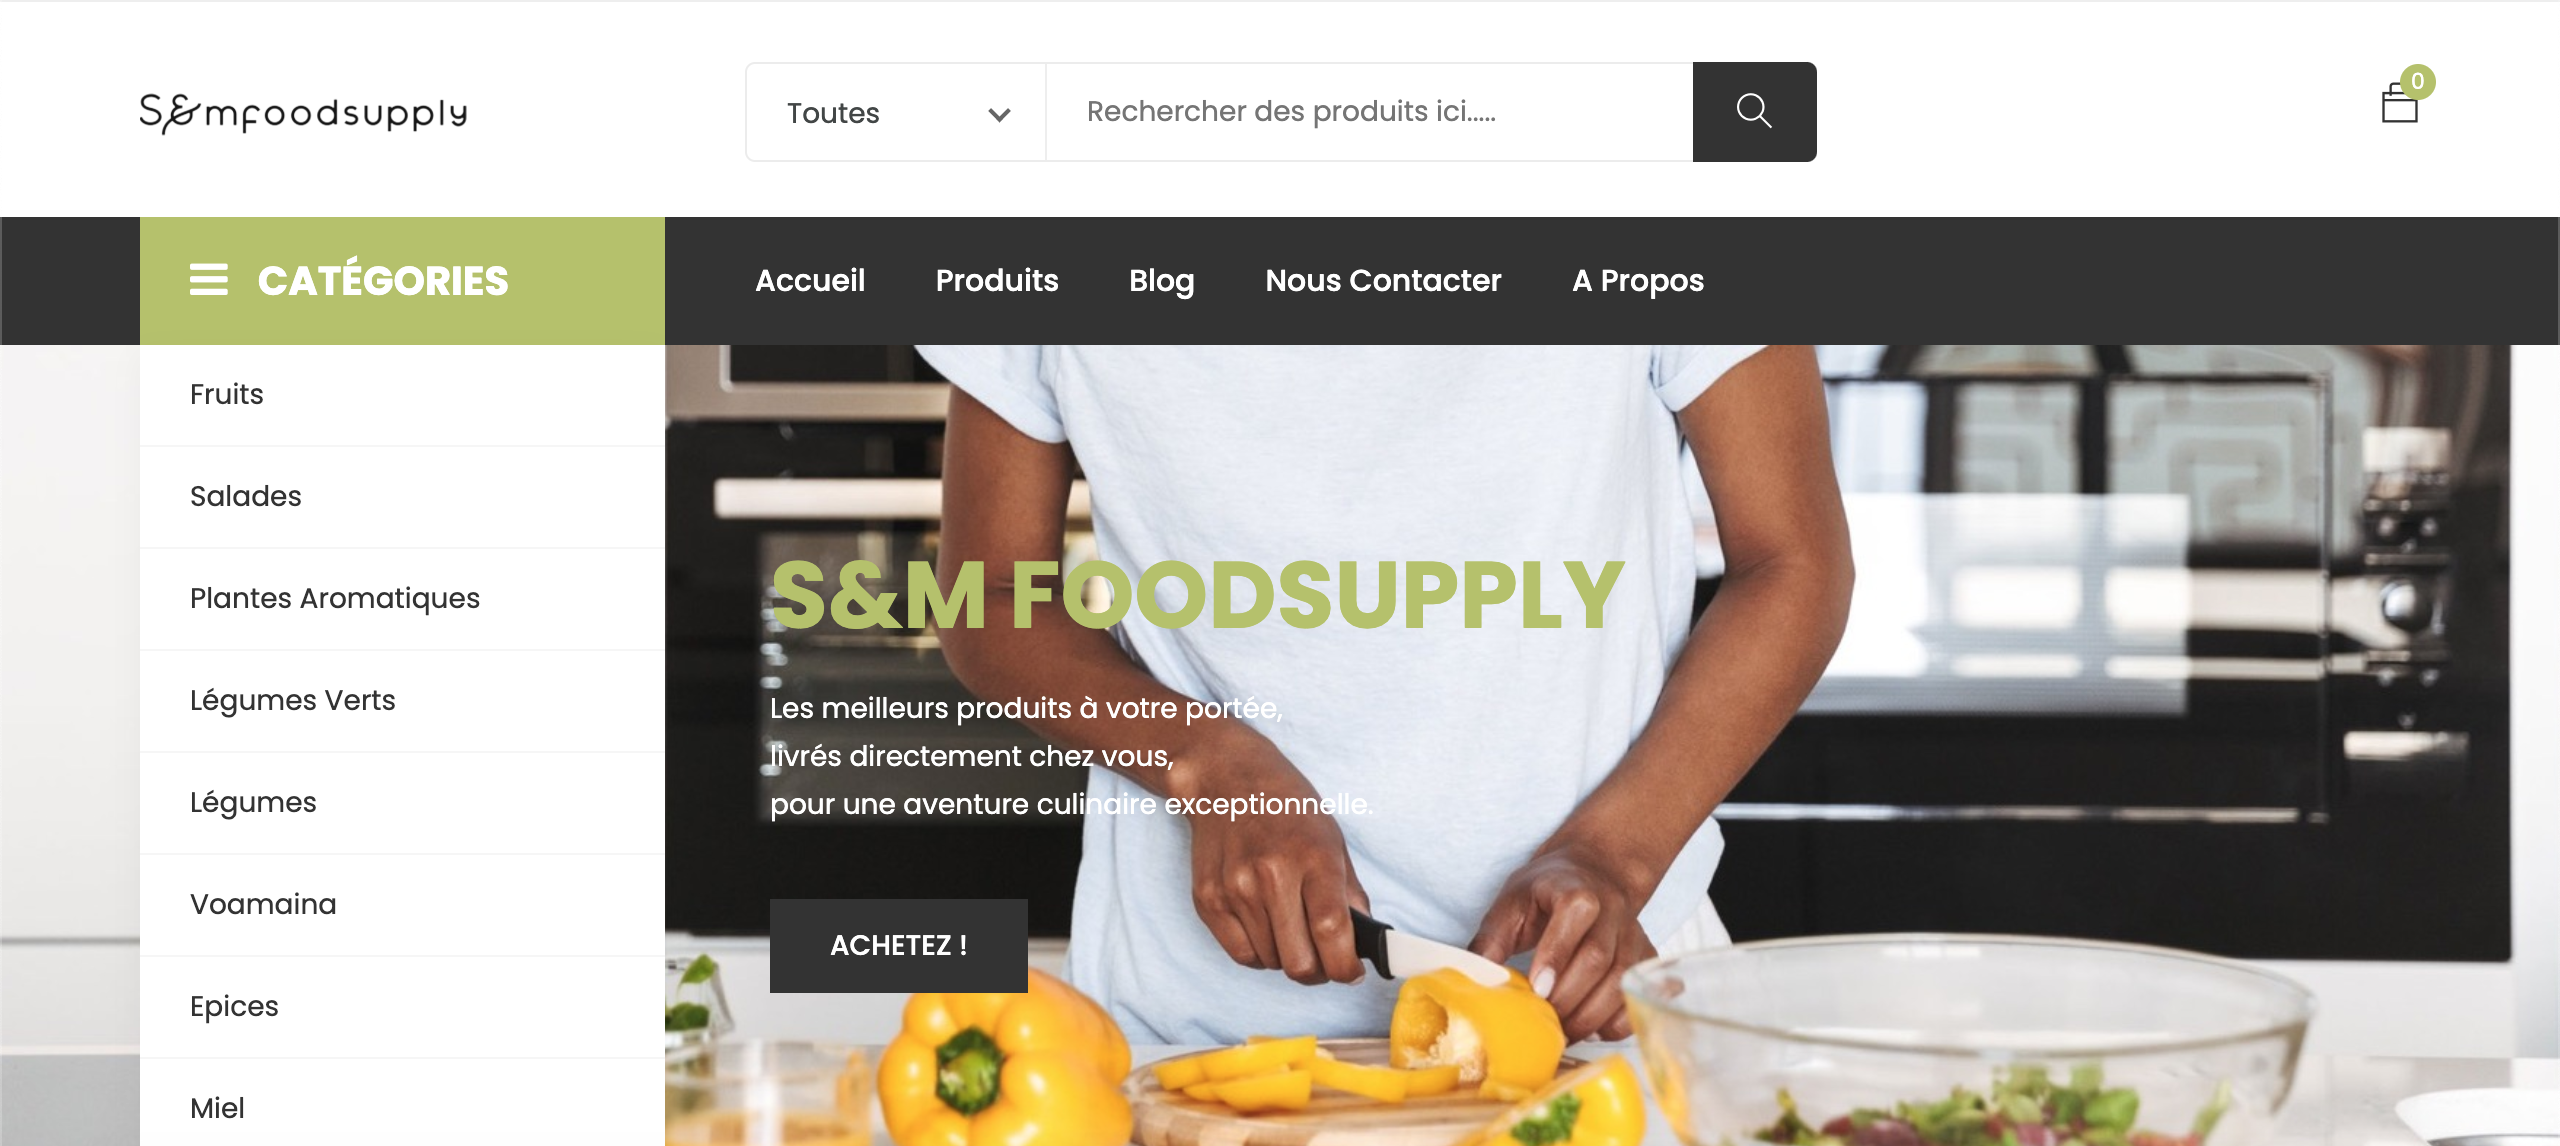 S&mfoodsupply
Toutes
Rechercher des produits ici.....
0
CATÉGORIES
Accueil
Produits
Blog
Nous Contacter
A Propos
Fruits
Salades
Plantes Aromatiques
Légumes Verts
Légumes
Voamaina
Epices
Miel
S&M FOODSUPPLY
Les meilleurs produits à votre portée,
livrés directement chez vous,
pour une aventure culinaire exceptionnelle.
ACHETEZ !